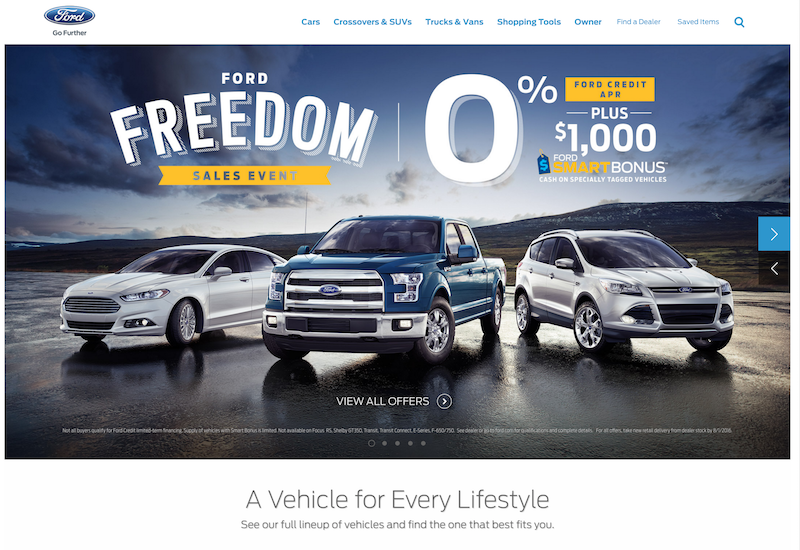 Ford
Go Further
Cars Crossovers & SUVs Trucks & Vans Shopping Tools Owner Find a Dealer Saved Items
FORD
FREEDOM
SALES EVENT
0%
FORD CREDIT
APR
PLUS
$1,000
FORD
SMARTBONUS™
CASH ON SPECIALLY TAGGED VEHICLES
Ford
VIEW ALL OFFERS
Not all buyers qualify for Ford Credit limited-term financing. Supply of vehicles with Smart Bonus is limited. Not available on Focus RS, Shelby GT350, Transit, Transit Connect, E-Series, F-650/750. See dealer or go to ford.com for qualifications and complete details. For all offers, take new retail delivery from dealer stock by 8/1/2016.
A Vehicle for Every Lifestyle
See our full lineup of vehicles and find the one that best fits you.